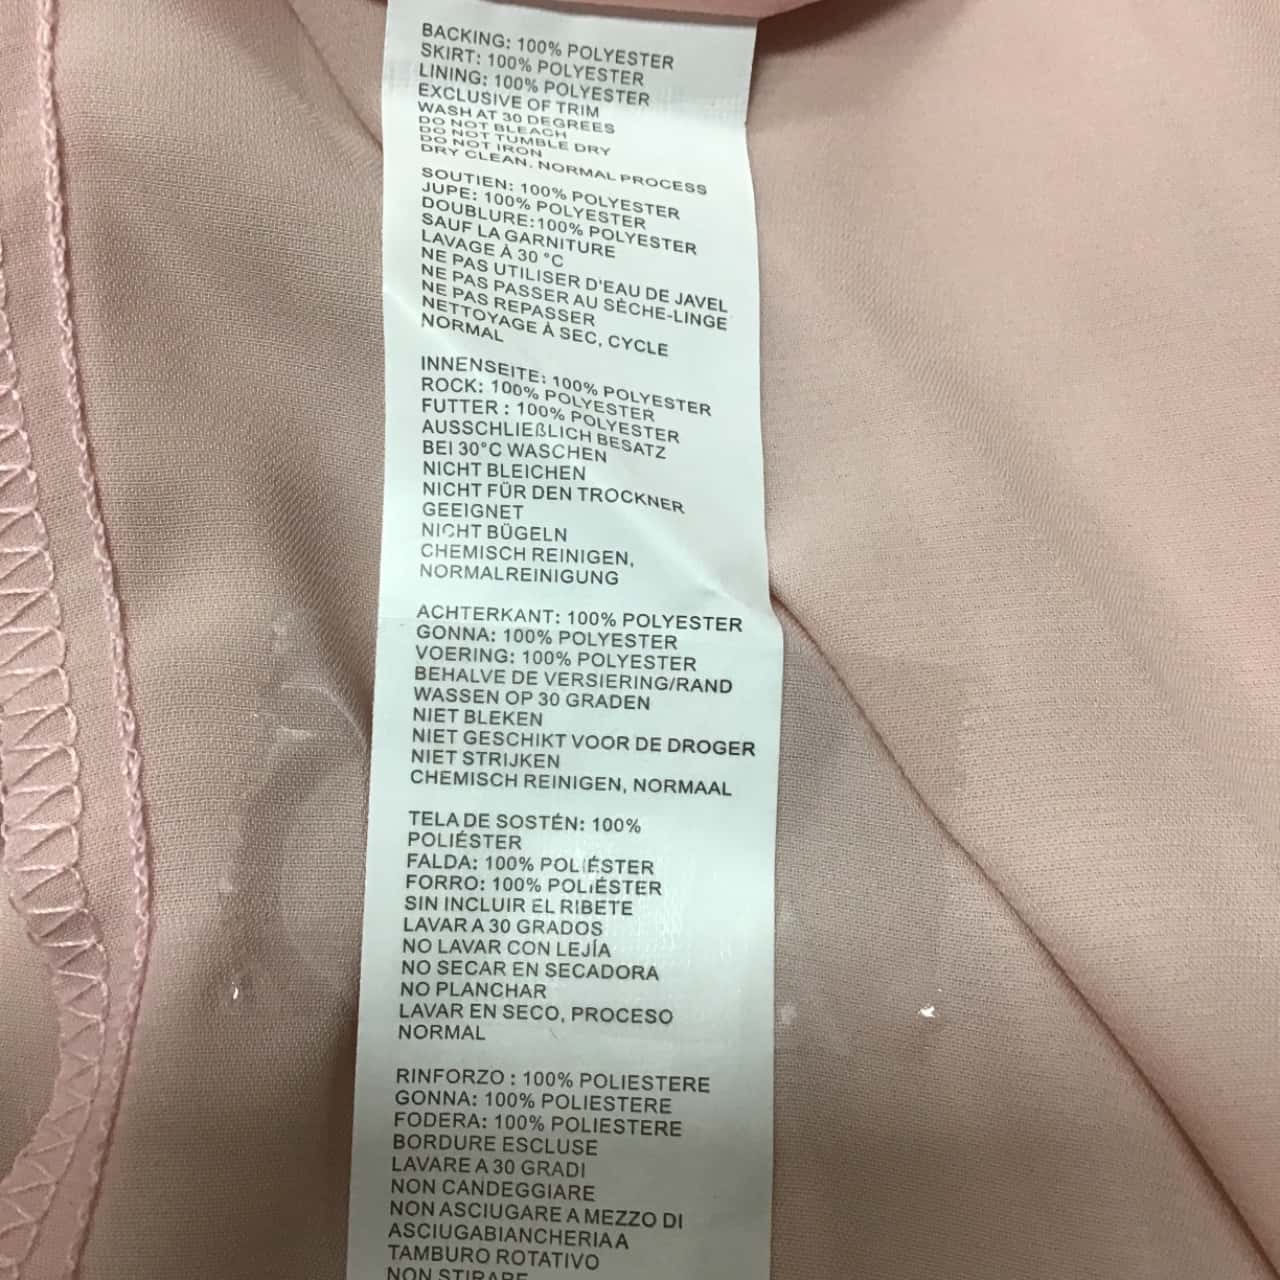 BACKING: 100% POLYESTER
SKIRT: 100% POLYESTER
LINING: 100% POLYESTER
EXCLUSIVE OF TRIM
WASH AT 30 DEGREES
DO NOT BLEACH
DO NOT TUMBLE DRY
DO NOT IRON
DRY CLEAN, NORMAL PROCESS
SOUTIEN: 100% POLYESTER
JUPE: 100% POLYESTER
DOUBLURE:100% POLYESTER
SAUF LA GARNITURE
LAVAGE À 30 °C
NE PAS UTILISER D'EAU DE JAVEL
NE PAS PASSER AU SÈCHE-LINGE
NE PAS REPASSER
NETTOYAGE À SEC, CYCLE
NORMAL
INNENSEITE: 100% POLYESTER
ROCK: 100% POLYESTER
FUTTER : 100% POLYESTER
AUSSCHLIEßLICH BESATZ
BEI 30°C WASCHEN
NICHT BLEICHEN
NICHT FÜR DEN TROCKNER
GEEIGNET
NICHT BÜGELN
CHEMISCH REINIGEN,
NORMALREINIGUNG
ACHTERKANT: 100% POLYESTER
GONNA: 100% POLYESTER
VOERING: 100% POLYESTER
BEHALVE DE VERSIERING/RAND
WASSEN OP 30 GRADEN
NIET BLEKEN
NIET GESCHIKT VOOR DE DROGER
NIET STRIJKEN
CHEMISCH REINIGEN, NORMAAL
TELA DE SOSTÉN: 100%
POLIÉSTER
FALDA: 100% POLIÉSTER
FORRO: 100% POLIÉSTER
SIN INCLUIR EL RIBETE
LAVAR A 30 GRADOS
NO LAVAR CON LEJÍA
NO SECAR EN SECADORA
NO PLANCHAR
LAVAR EN SECO, PROCESO
NORMAL
RINFORZO : 100% POLIESTERE
GONNA: 100% POLIESTERE
FODERA: 100% POLIESTERE
BORDURE ESCLUSE
LAVARE A 30 GRADI
NON CANDEGGIARE
NON ASCIUGARE A MEZZO DI
ASCIUGABIANCHERIA A
TAMBURO ROTATIVO
NON STIRARE